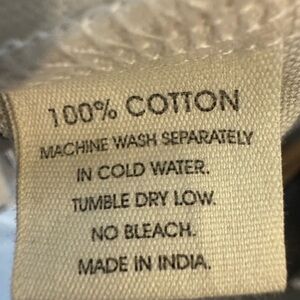 100% COTTON
MACHINE WASH SEPARATELY
IN COLD WATER.
TUMBLE DRY LOW.
NO BLEACH.
MADE IN INDIA.